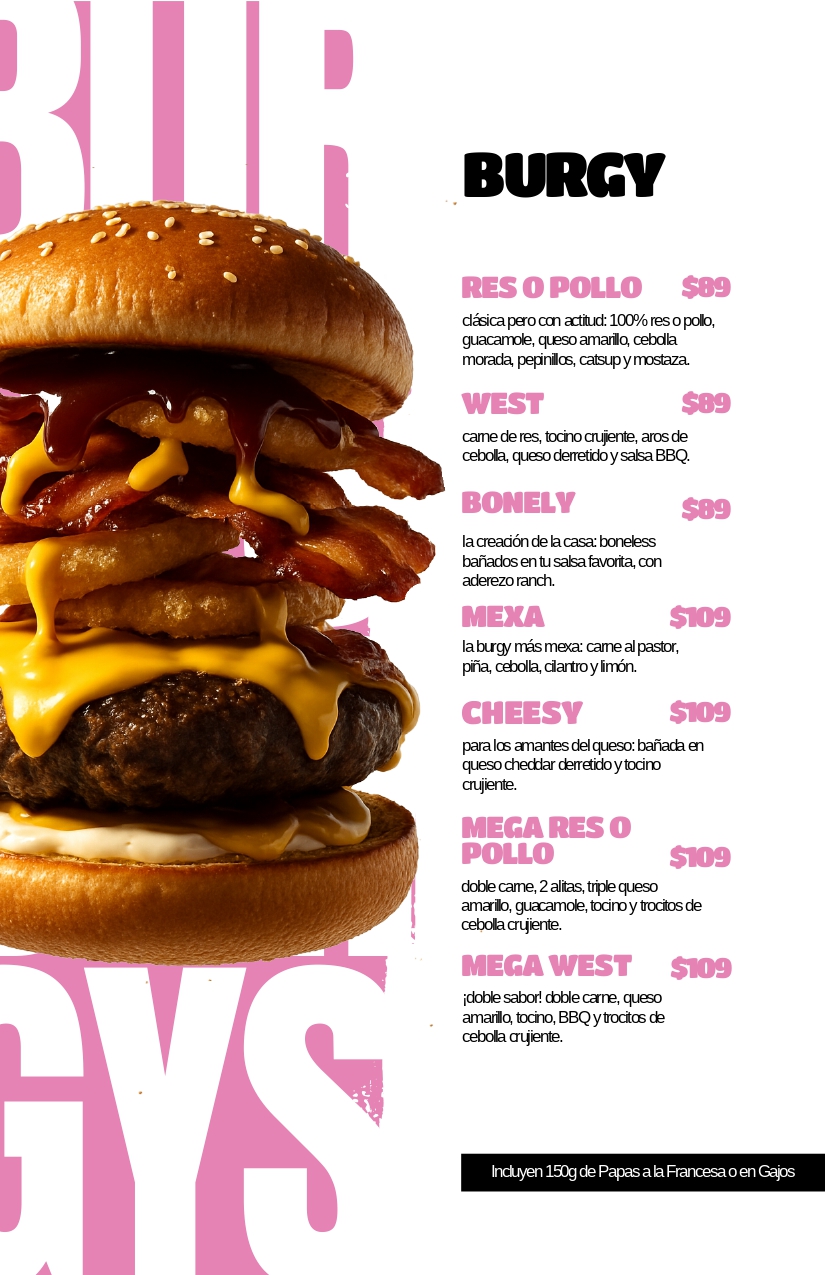 BUR
GYS
BURGY
RES O POLLO $89
clásica pero con actitud: 100% res o pollo,
guacamole, queso amarillo, cebolla
morada, pepinillos, catsup y mostaza.
WEST $89
carne de res, tocino crujiente, aros de
cebolla, queso derretido y salsa BBQ.
BONELY $89
la creación de la casa: boneless
bañados en tu salsa favorita, con
aderezo ranch.
MEXA $109
la burgy más mexa: carne al pastor,
piña, cebolla, cilantro y limón.
CHEESY $109
para los amantes del queso: bañada en
queso cheddar derretido y tocino
crujiente.
MEGA RES O
POLLO $109
doble carne, 2 alitas, triple queso
amarillo, guacamole, tocino y trocitos de
cebolla crujiente.
MEGA WEST $109
¡doble sabor! doble carne, queso
amarillo, tocino, BBQ y trocitos de
cebolla crujiente.
Incluyen 150g de Papas a la Francesa o en Gajos